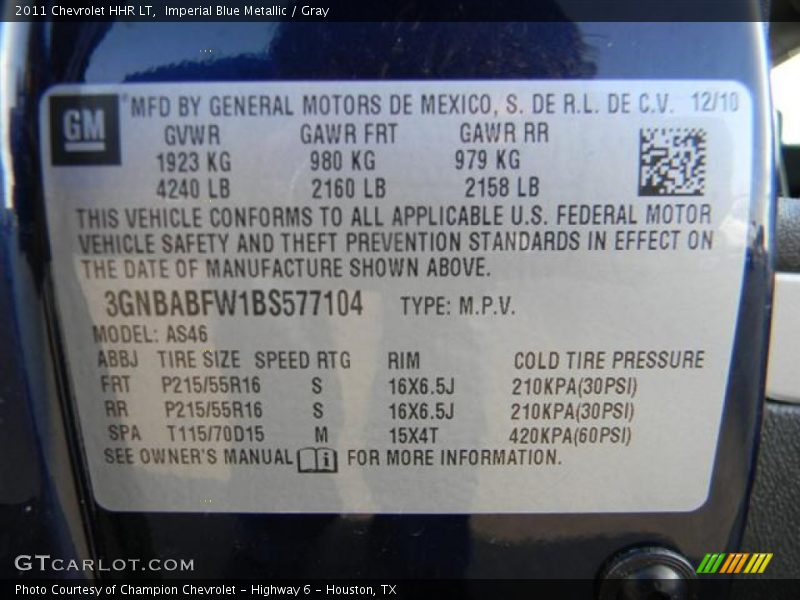 2011 Chevrolet HHR LT,  Imperial Blue Metallic / Gray
GM
MFD BY GENERAL MOTORS DE MEXICO, S. DE R.L. DE C.V. 12/10
GVWR GAWR FRT GAWR RR
1923 KG 980 KG 979 KG
4240 LB 2160 LB 2158 LB
THIS VEHICLE CONFORMS TO ALL APPLICABLE U.S. FEDERAL MOTOR
VEHICLE SAFETY AND THEFT PREVENTION STANDARDS IN EFFECT ON
THE DATE OF MANUFACTURE SHOWN ABOVE.
3GNBABFW1BS577104 TYPE: M.P.V.
MODEL: AS46
ABBJ TIRE SIZE SPEED RTG RIM COLD TIRE PRESSURE
FRT P215/55R16 S 16X6.5J 210KPA(30PSI)
RR P215/55R16 S 16X6.5J 210KPA(30PSI)
SPA T115/70D15 M 15X4T 420KPA(60PSI)
SEE OWNER'S MANUAL i FOR MORE INFORMATION.
GTCARLOT.COM
Photo Courtesy of Champion Chevrolet - Highway 6 - Houston, TX